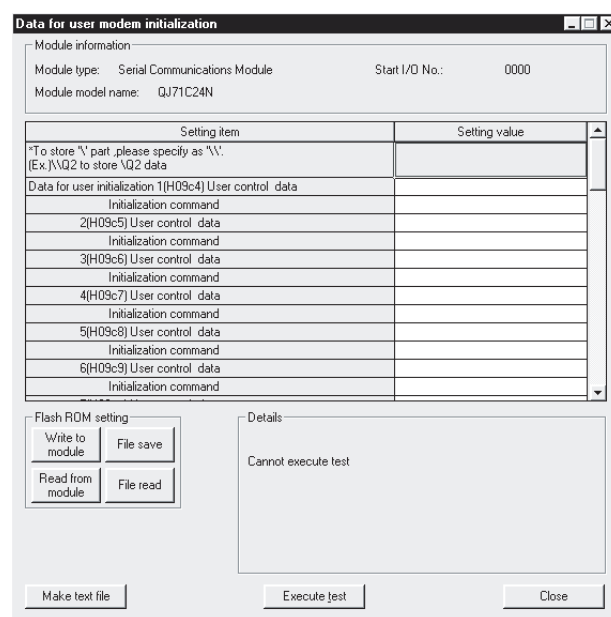 Data for user modem initialization
Module information
Module type: Serial Communications Module Start I/O No.: 0000
Module model name: QJ71C24N
Setting item Setting value
*To store "\" part ,please specify as "\\".
(Ex.)\\Q2 to store \Q2 data
Data for user initialization 1(H09c4) User control data
Initialization command
2(H09c5) User control data
Initialization command
3(H09c6) User control data
Initialization command
4(H09c7) User control data
Initialization command
5(H09c8) User control data
Initialization command
6(H09c9) User control data
Initialization command
Flash ROM setting
Write to
module
File save
Read from
module
File read
Details
Cannot execute test
Make text file
Execute test
Close